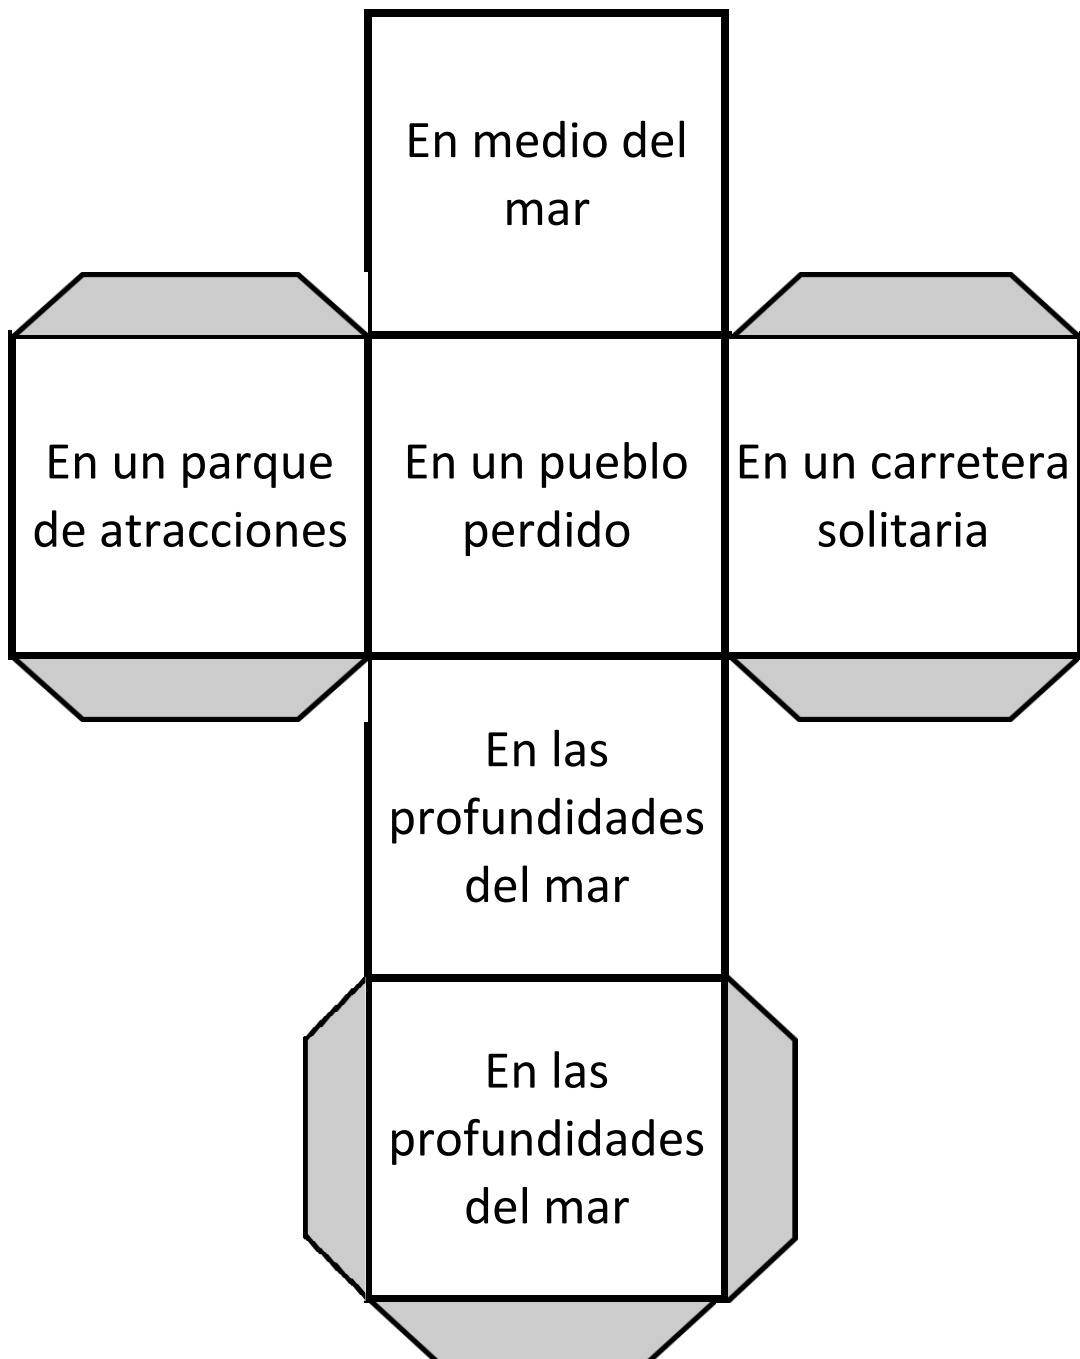 En medio del
mar
En un parque
de atracciones
En un pueblo
perdido
En un carretera
solitaria
En las
profundidades
del mar
En las
profundidades
del mar